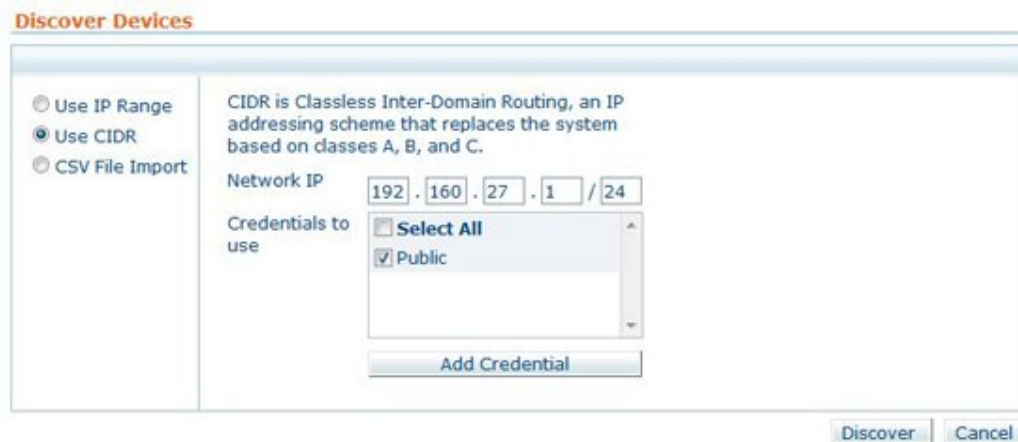 Discover Devices
Use IP Range
Use CIDR
CSV File Import
CIDR is Classless Inter-Domain Routing, an IP
addressing scheme that replaces the system
based on classes A, B, and C.
Network IP
192 . 160 . 27 . 1 / 24
Credentials to
use
Select All
Public
Add Credential
Discover
Cancel